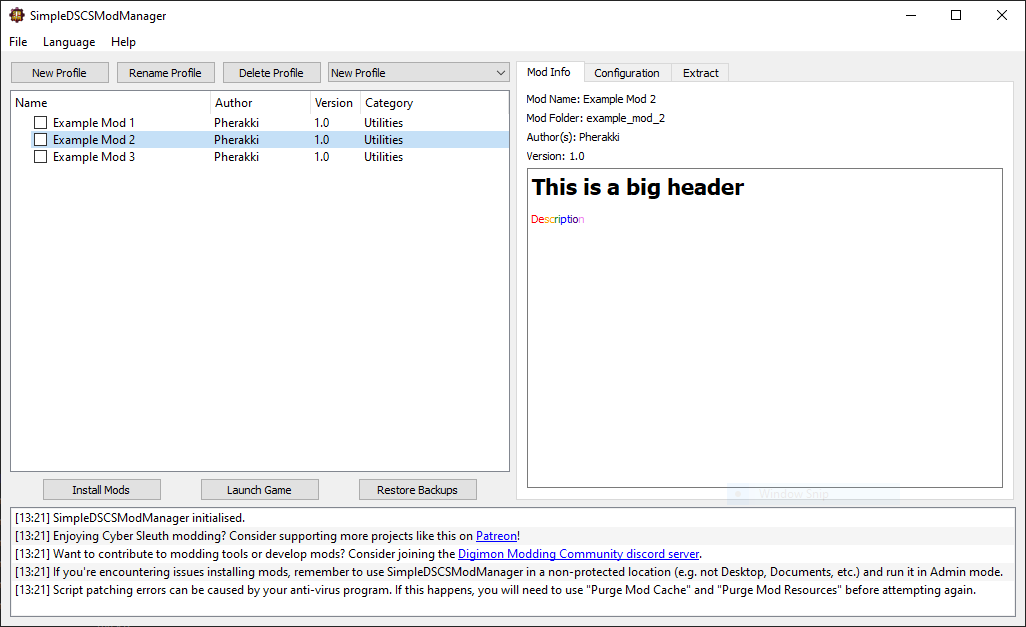 SimpleDSCSModManager
File Language Help
New Profile Rename Profile Delete Profile New Profile Mod Info Configuration Extract
Name Author Version Category
Example Mod 1 Pherakki 1.0 Utilities
Example Mod 2 Pherakki 1.0 Utilities
Example Mod 3 Pherakki 1.0 Utilities
Mod Name: Example Mod 2
Mod Folder: example_mod_2
Author(s): Pherakki
Version: 1.0
This is a big header
Description
Window Snip
Install Mods Launch Game Restore Backups
[13:21] SimpleDSCSModManager initialised.
[13:21] Enjoying Cyber Sleuth modding? Consider supporting more projects like this on Patreon!
[13:21] Want to contribute to modding tools or develop mods? Consider joining the Digimon Modding Community discord server.
[13:21] If you're encountering issues installing mods, remember to use SimpleDSCSModManager in a non-protected location (e.g. not Desktop, Documents, etc.) and run it in Admin mode.
[13:21] Script patching errors can be caused by your anti-virus program. If this happens, you will need to use "Purge Mod Cache" and "Purge Mod Resources" before attempting again.